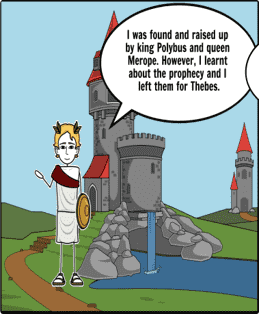 I was found and raised up
by king Polybus and queen
Merope. However, I learnt
about the prophecy and I
left them for Thebes.